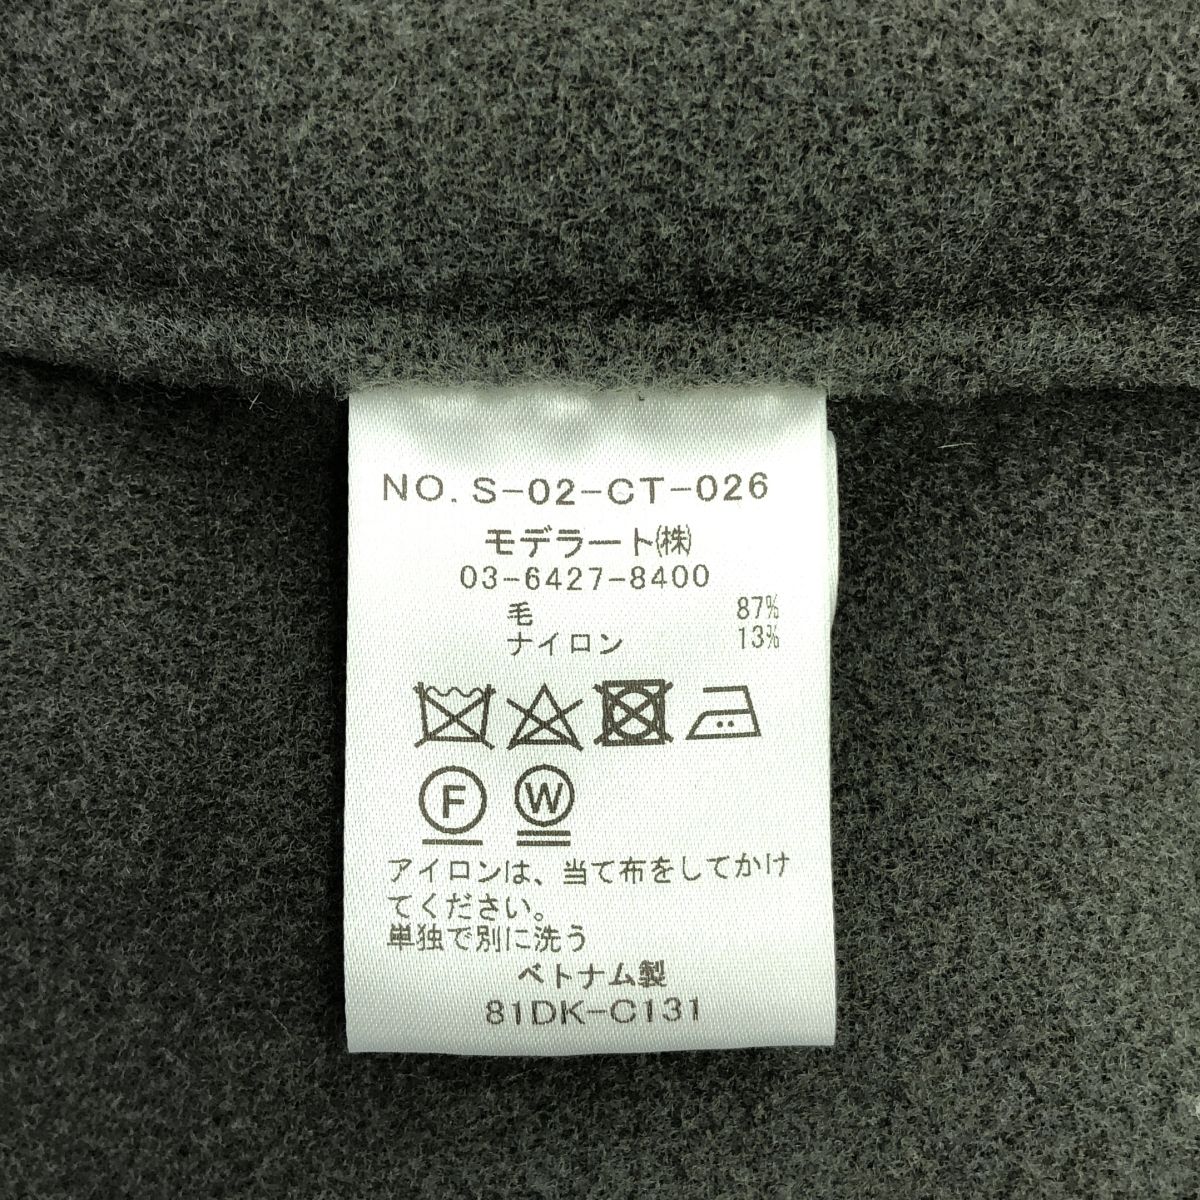 NO. S-02-CT-026
モデラート㈱
03-6427-8400
毛 87%
ナイロン 13%
F W
アイロンは、当て布をしてかけ
てください。
単独で別に洗う
ベトナム製
81DK-C131